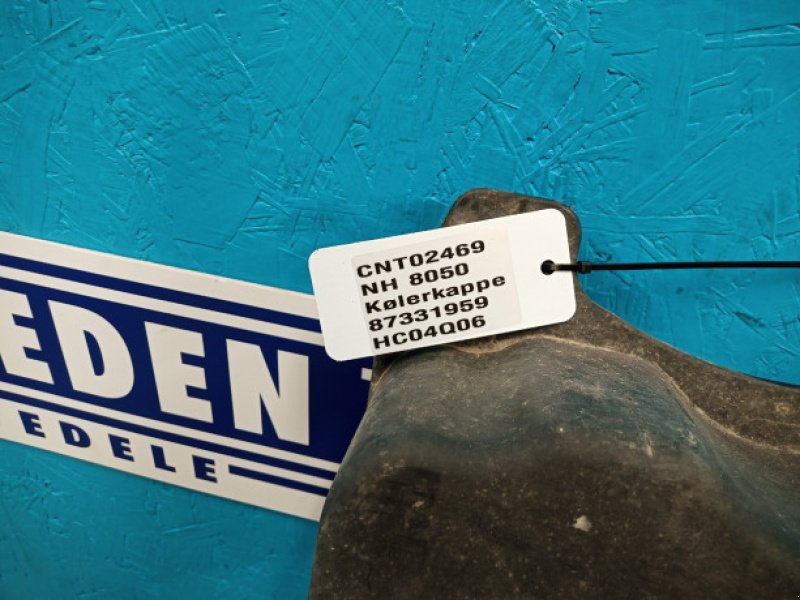 CNT02469
NH 8050
Kølerkappe
87331959
HC04Q06
EDEN
EDELE